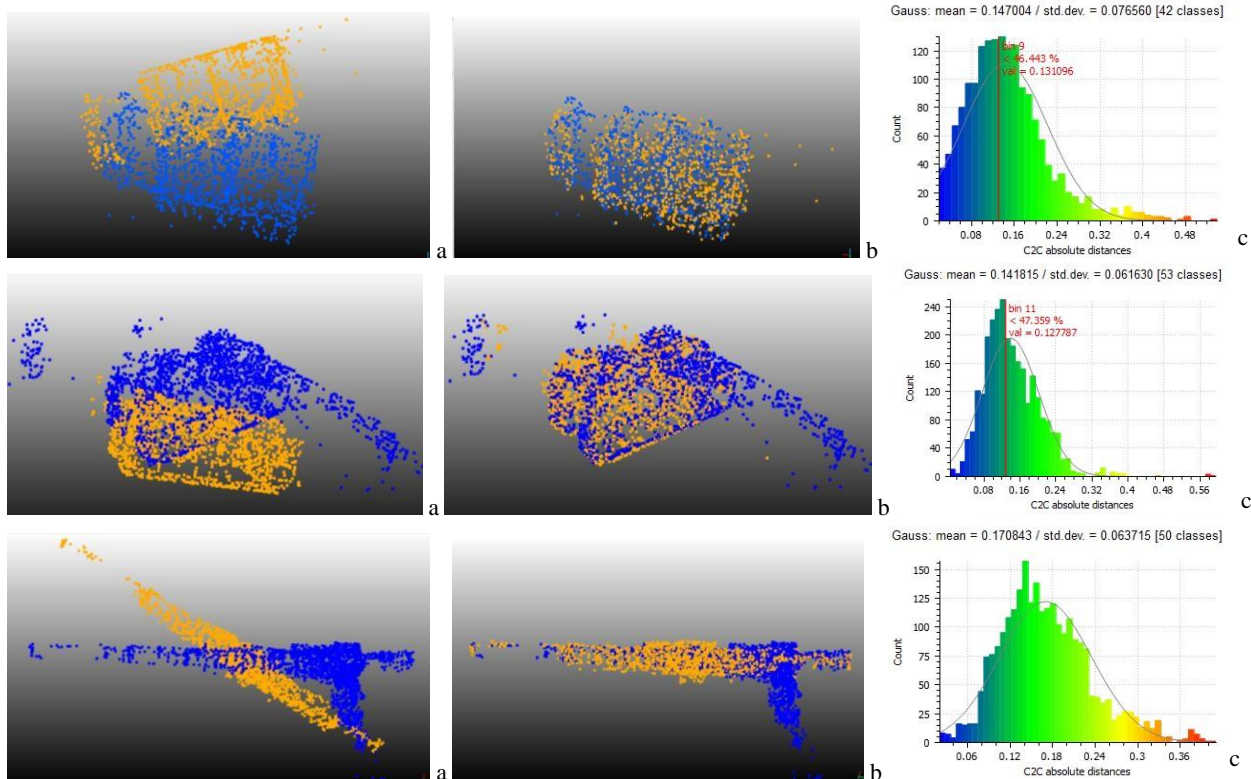 Gauss: mean = 0.147004 / std.dev. = 0.076560 [42 classes]
120
100
80
60
40
20
0
Count
bin 9
< 46.443 %
val = 0.131096
0.08 0.16 0.24 0.32 0.40 0.48
C2C absolute distances
a
b
c
Gauss: mean = 0.141815 / std.dev. = 0.061630 [53 classes]
240
200
160
120
80
40
0
Count
bin 11
< 47.359 %
val = 0.127787
0.08 0.16 0.24 0.32 0.4 0.48 0.56
C2C absolute distances
a
b
c
Gauss: mean = 0.170843 / std.dev. = 0.063715 [50 classes]
150
125
100
75
50
25
0
Count
0.06 0.12 0.18 0.24 0.3 0.36
C2C absolute distances
a
b
c